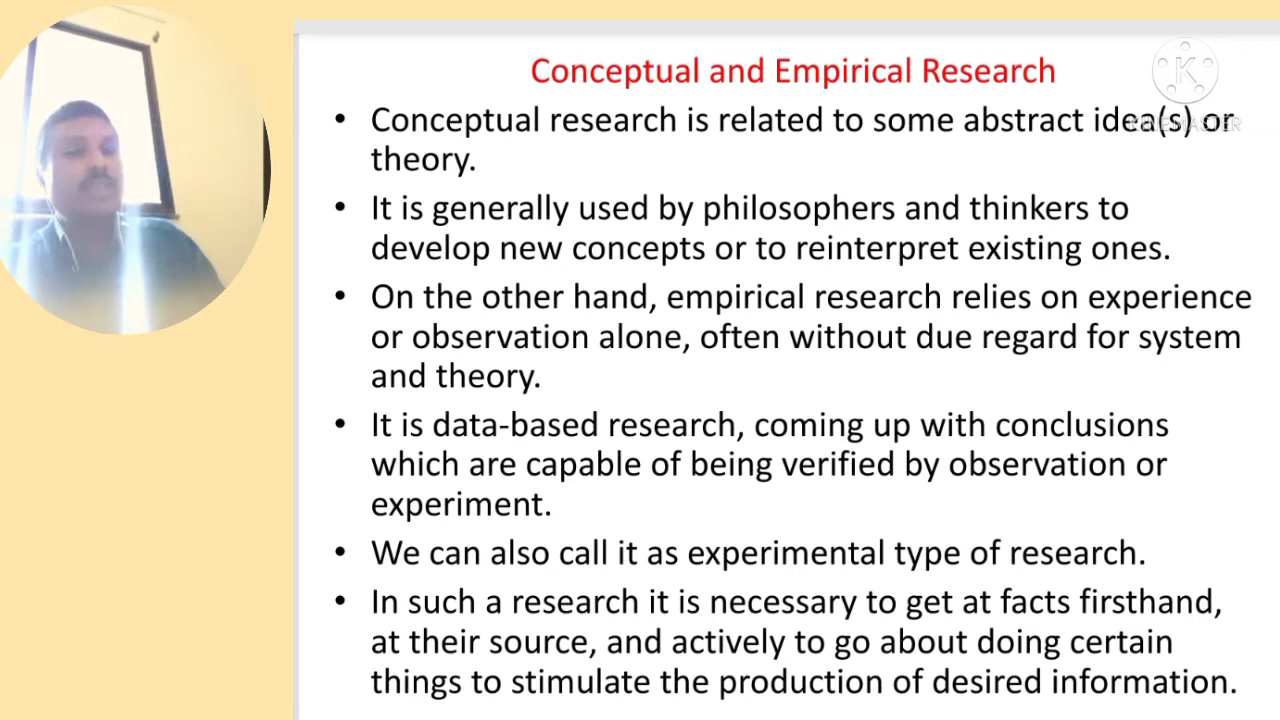 Conceptual and Empirical Research
K
KINEMASTER
• Conceptual research is related to some abstract idea(s) or
theory.
• It is generally used by philosophers and thinkers to
develop new concepts or to reinterpret existing ones.
• On the other hand, empirical research relies on experience
or observation alone, often without due regard for system
and theory.
• It is data-based research, coming up with conclusions
which are capable of being verified by observation or
experiment.
• We can also call it as experimental type of research.
• In such a research it is necessary to get at facts firsthand,
at their source, and actively to go about doing certain
things to stimulate the production of desired information.